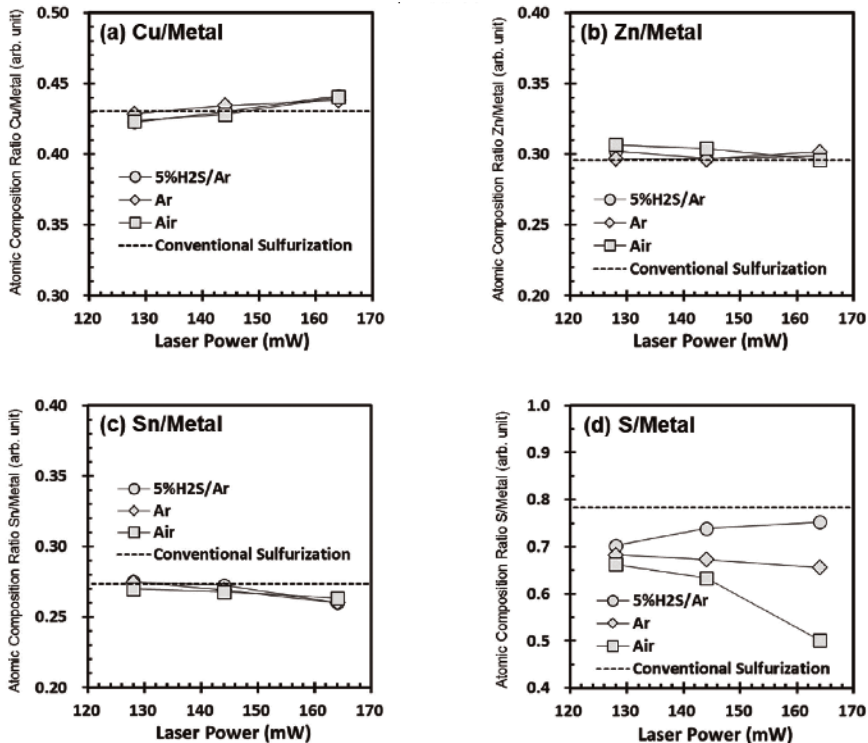 (a) Cu/Metal
Atomic Composition Ratio Cu/Metal (arb. unit)
0.50
0.45
0.40
0.35
0.30
5%H2S/Ar
Ar
Air
Conventional Sulfurization
120 130 140 150 160 170
Laser Power (mW)
(b) Zn/Metal
Atomic Composition Ratio Zn/Metal (arb. unit)
0.40
0.35
0.30
0.25
0.20
5%H2S/Ar
Ar
Air
Conventional Sulfurization
120 130 140 150 160 170
Laser Power (mW)
(c) Sn/Metal
Atomic Composition Ratio Sn/Metal (arb. unit)
0.40
0.35
0.30
0.25
0.20
5%H2S/Ar
Ar
Air
Conventional Sulfurization
120 130 140 150 160 170
Laser Power (mW)
(d) S/Metal
Atomic Composition Ratio S/Metal (arb. unit)
1.0
0.9
0.8
0.7
0.6
0.5
0.4
5%H2S/Ar
Ar
Air
Conventional Sulfurization
120 130 140 150 160 170
Laser Power (mW)